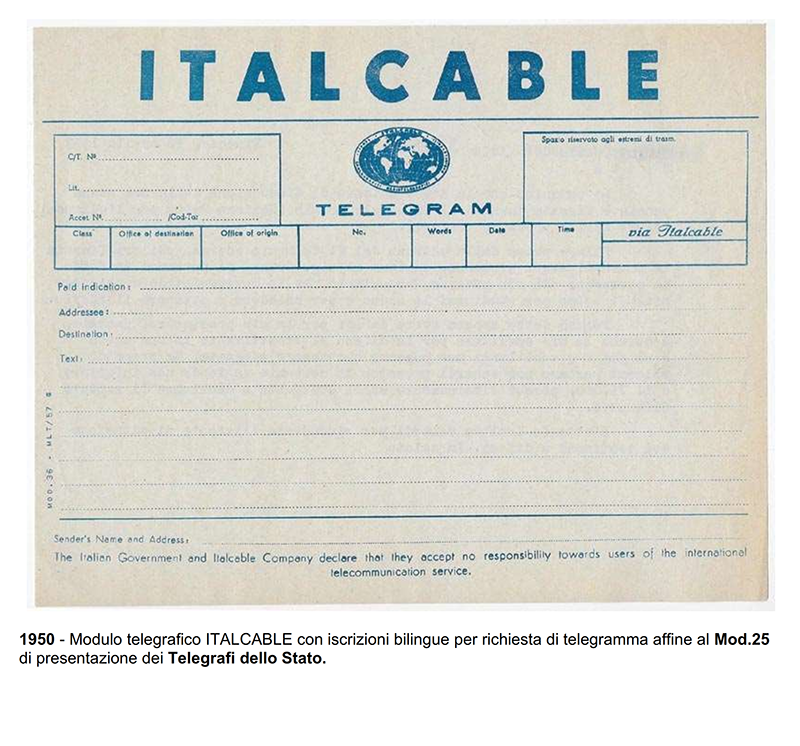 ITALCABLE
C/T. Nº
Lit.
Accet. Nº. /Cod-Tar
ITALCABLE
TELEGRAM
Spazio riservato agli estremi di trasm.
Class Office of destination Office of origin No. Words Date Time via Italcable
Paid indication:
Addressee:
Destination:
Text:
MOD. 36 - MLT/57
Sender's Name and Address:
The Italian Government and Italcable Company declare that they accept no responsibility towards users of the international
telecommunication service.
1950 - Modulo telegrafico ITALCABLE con iscrizioni bilingue per richiesta di telegramma affine al Mod.25
di presentazione dei Telegrafi dello Stato.